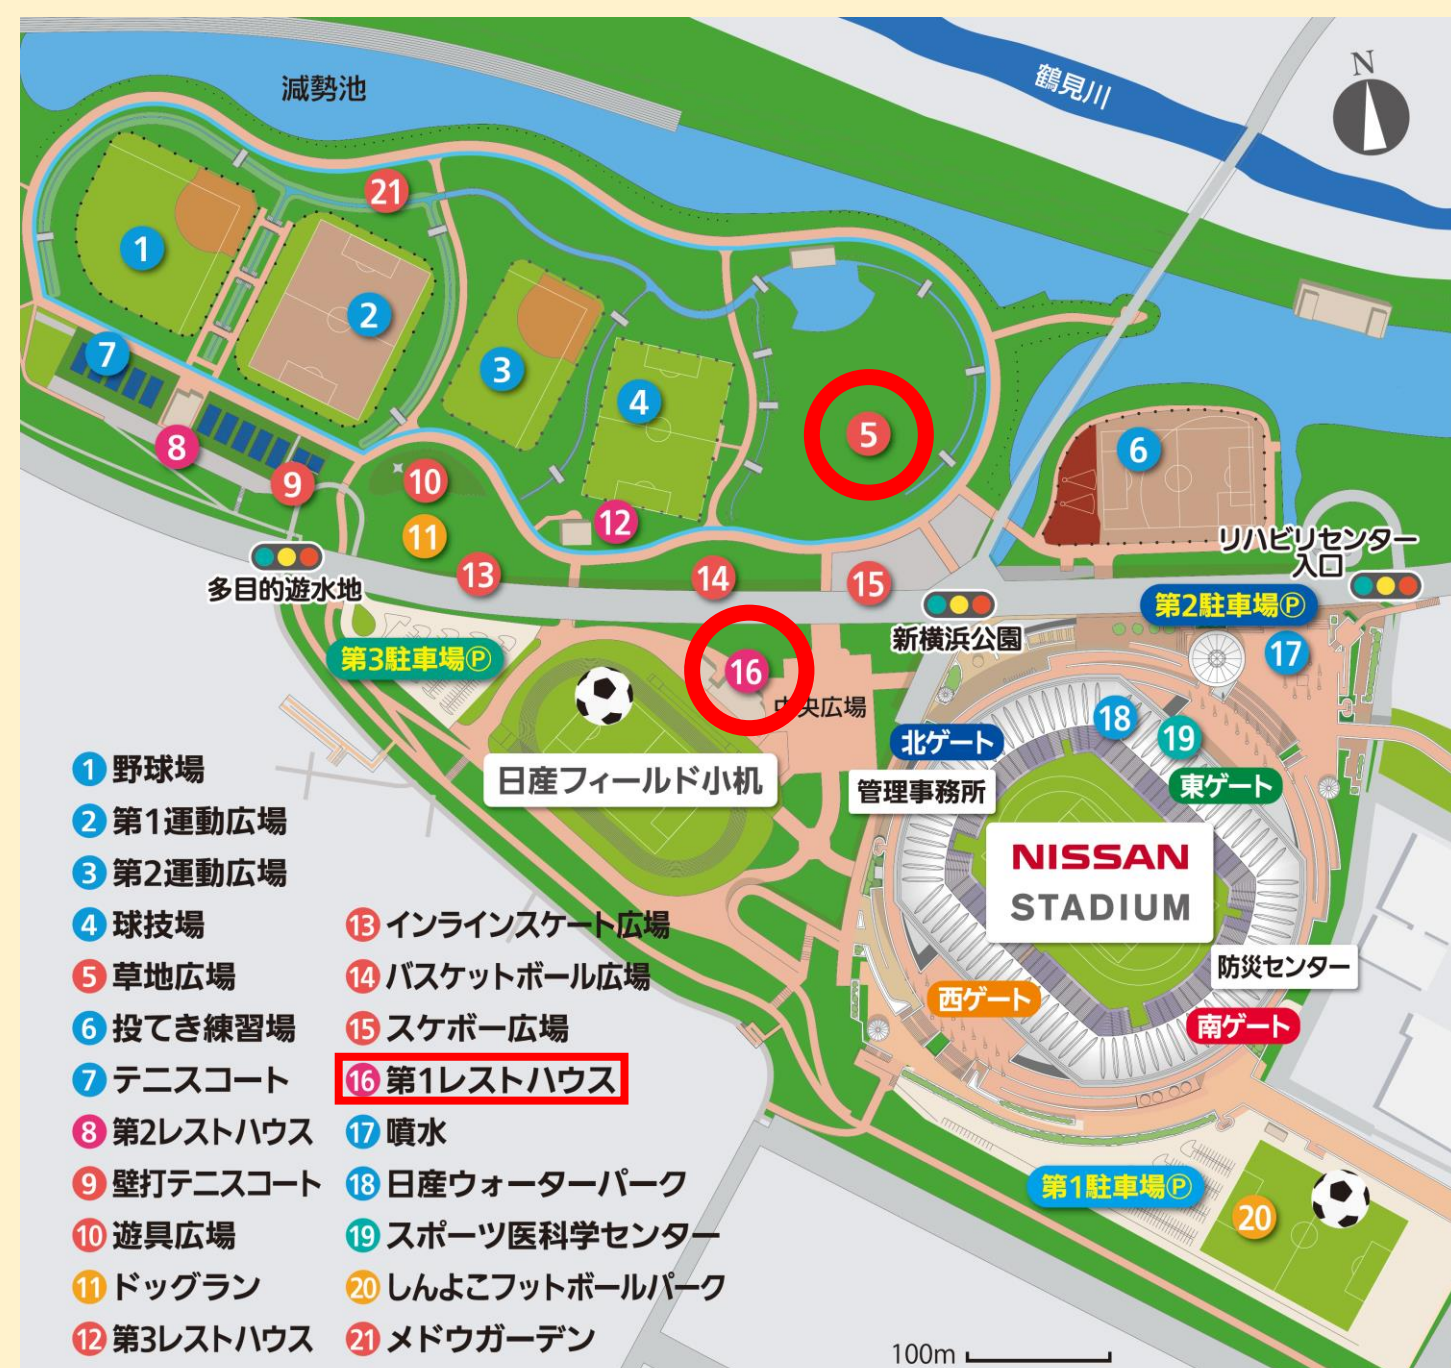 減勢池
鶴見川
N
21
1
2
3
4
5
6
7
8
9
10
11
12
13
14
15
16
17
18
19
20
多目的遊水地
新横浜公園
リハビリセンター
入口
第2駐車場Ⓟ
第3駐車場Ⓟ
中央広場
日産フィールド小机
北ゲート
管理事務所
東ゲート
NISSAN
STADIUM
防災センター
西ゲート
南ゲート
第1駐車場Ⓟ
1 野球場
2 第1運動広場
3 第2運動広場
4 球技場
5 草地広場
6 投てき練習場
7 テニスコート
8 第2レストハウス
9 壁打テニスコート
10 遊具広場
11 ドッグラン
12 第3レストハウス
13 インラインスケート広場
14 バスケットボール広場
15 スケボー広場
16 第1レストハウス
17 噴水
18 日産ウォーターパーク
19 スポーツ医科学センター
20 しんよこフットボールパーク
21 メドウガーデン
100m